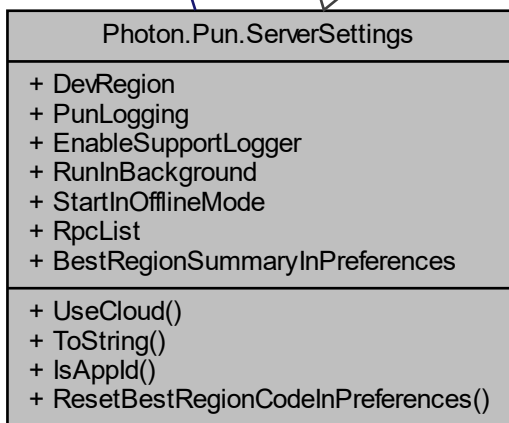 Photon.Pun.ServerSettings
+ DevRegion
+ PunLogging
+ EnableSupportLogger
+ RunInBackground
+ StartInOfflineMode
+ RpcList
+ BestRegionSummaryInPreferences
+ UseCloud()
+ ToString()
+ IsAppId()
+ ResetBestRegionCodeInPreferences()